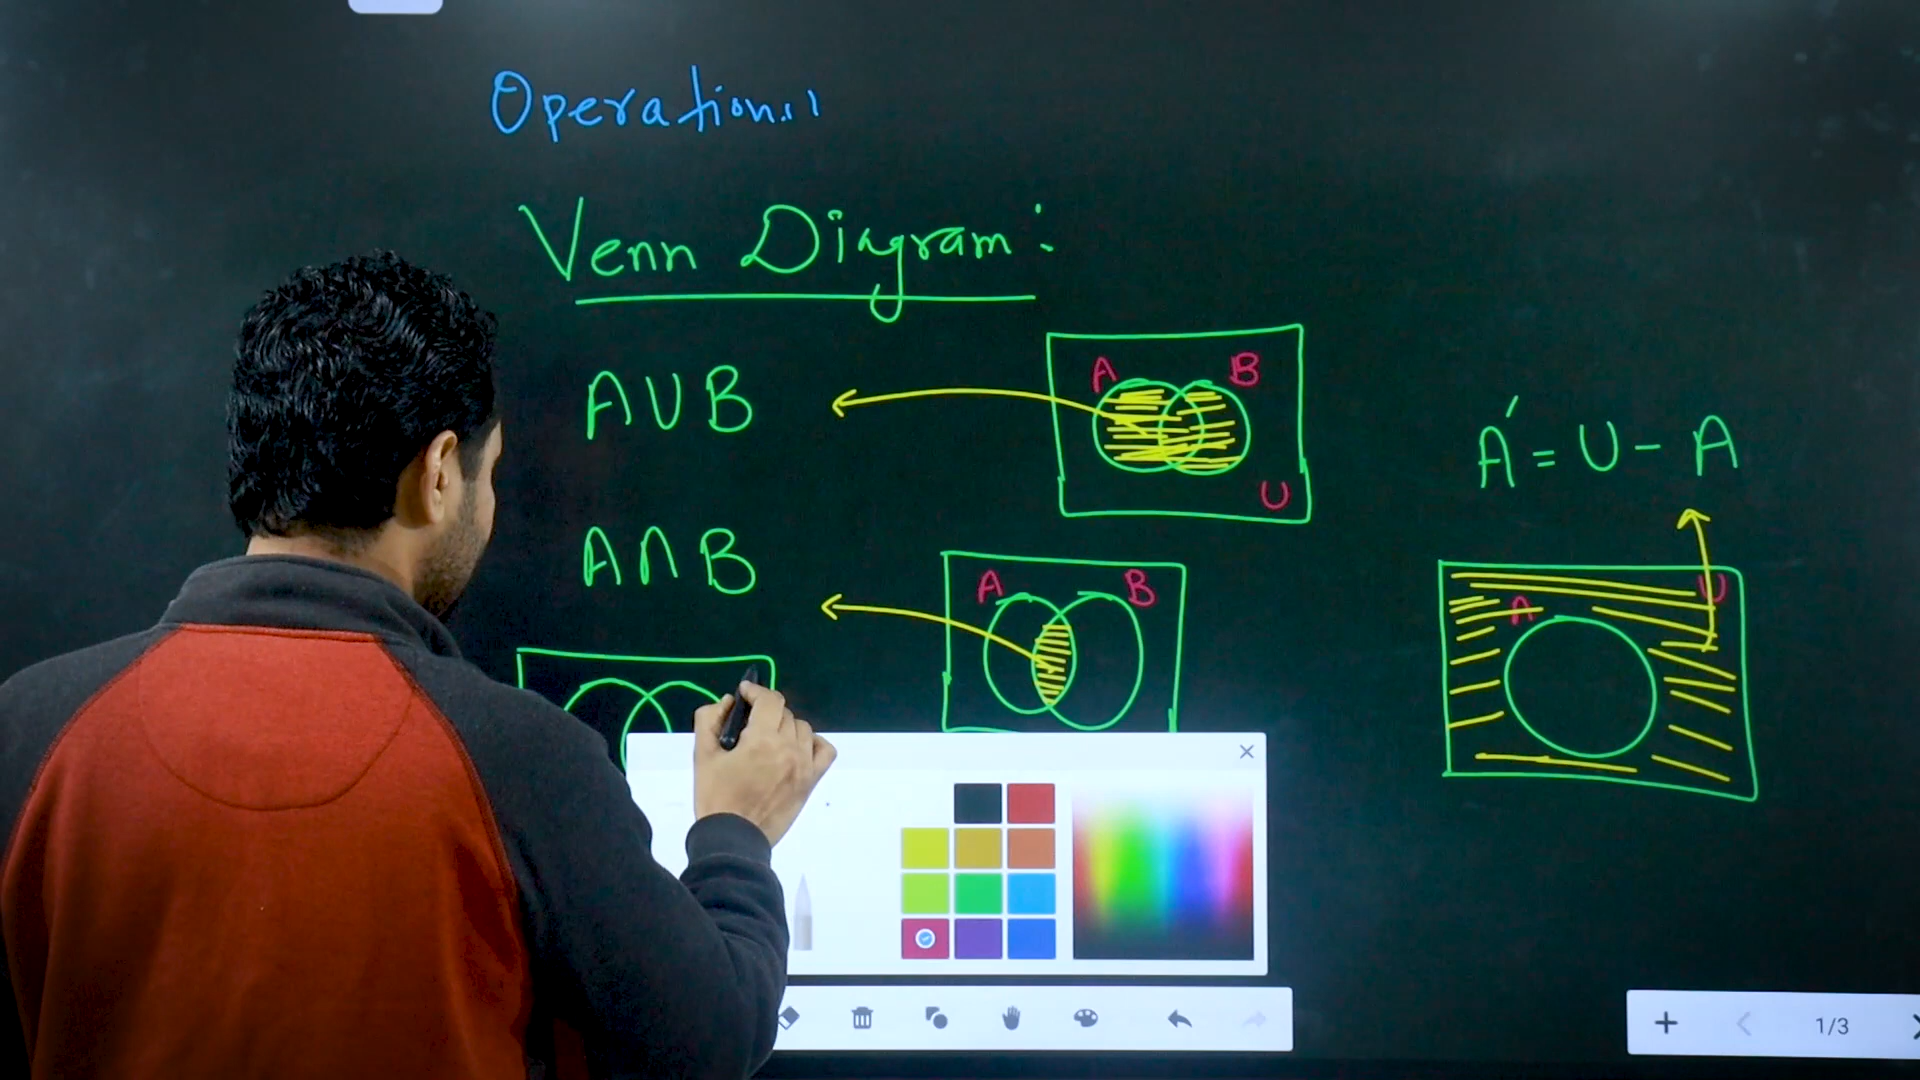 Operations
Venn Diagram:
A∪B
A B
U
A∩B
A B
A' = U - A
A U
1/3